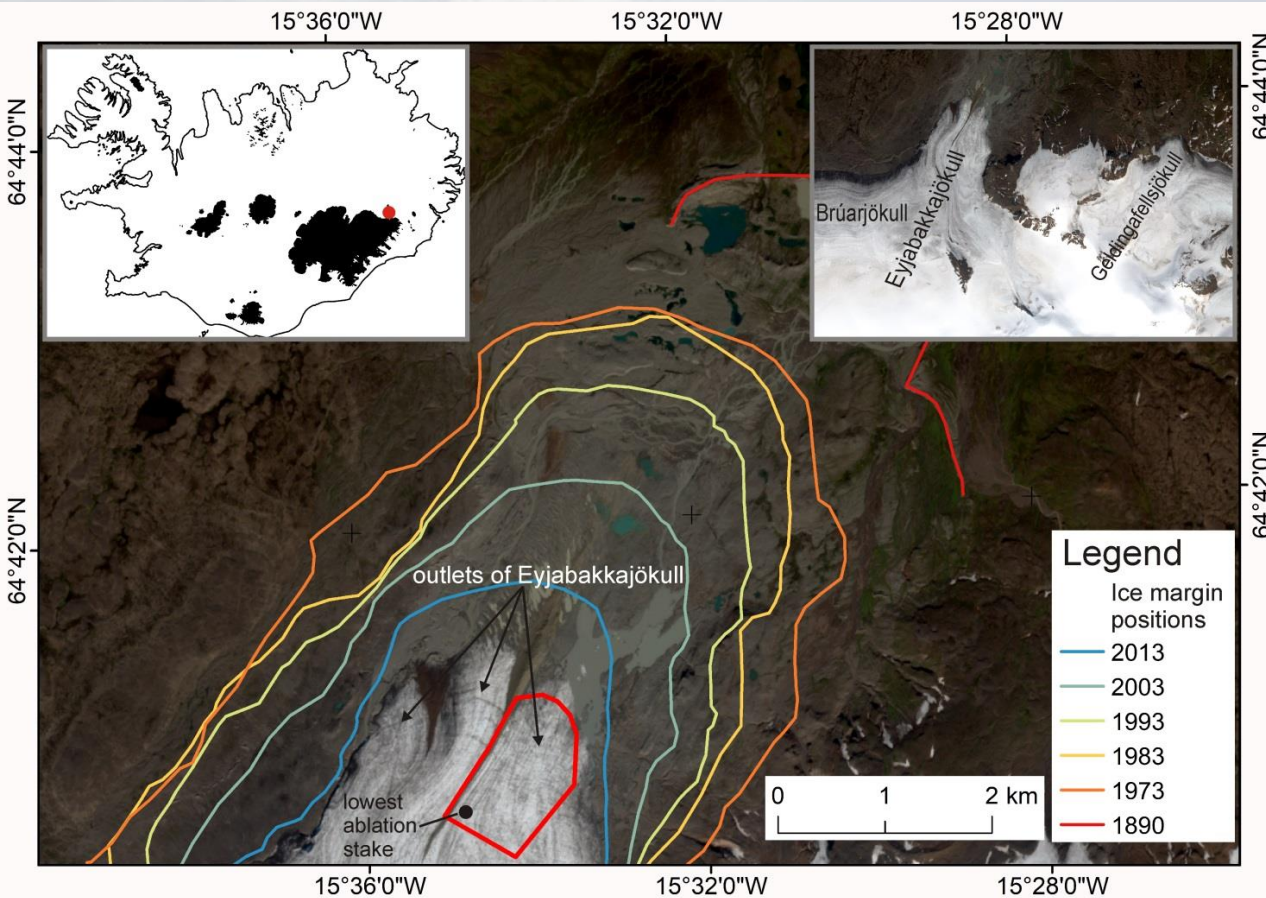 15°36'0"W
15°32'0"W
15°28'0"W
64°44'0"N
64°44'0"N
Brúarjökull
Eyjabakkajökull
Geldingafellsjökull
64°42'0"N
64°42'0"N
outlets of Eyjabakkajökull
lowest
ablation
stake
Legend
Ice margin
positions
2013
2003
1993
1983
1973
1890
0
1
2 km
15°36'0"W
15°32'0"W
15°28'0"W